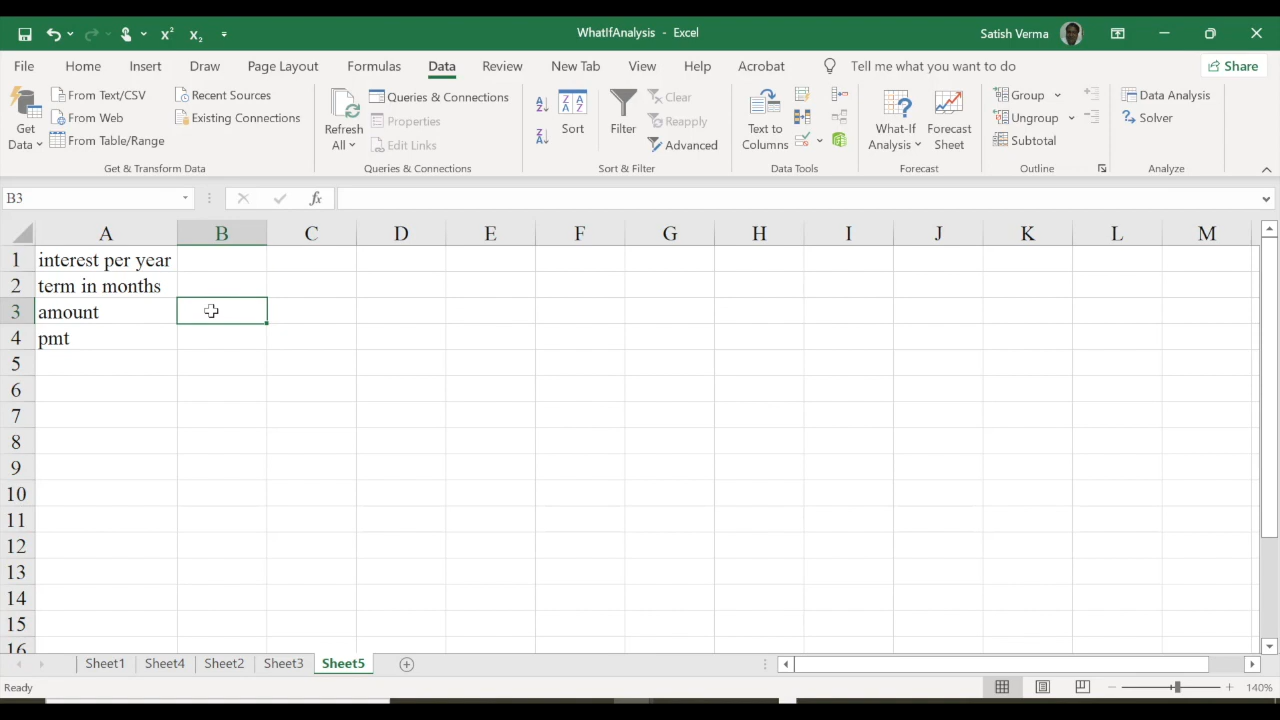 WhatIfAnalysis - Excel
Satish Verma
File Home Insert Draw Page Layout Formulas Data Review New Tab View Help Acrobat Tell me what you want to do Share
Get Data
From Text/CSV
From Web
From Table/Range
Recent Sources
Existing Connections
Get & Transform Data
Refresh All
Queries & Connections
Properties
Edit Links
Queries & Connections
Sort
Filter
Clear
Reapply
Advanced
Sort & Filter
Text to Columns
Data Tools
What-If Analysis
Forecast Sheet
Forecast
Group
Ungroup
Subtotal
Outline
Data Analysis
Solver
Analyze
B3 fx
A B C D E F G H I J K L M
1 interest per year
2 term in months
3 amount
4 pmt
5
6
7
8
9
10
11
12
13
14
15
16
Sheet1 Sheet4 Sheet2 Sheet3 Sheet5
Ready 140%